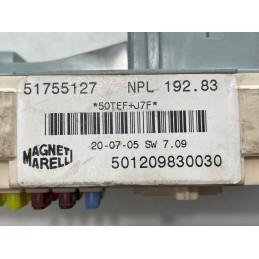 51755127 NPL 192.83
*50TEF+J7F*
20-07-05 SW 7.09
MAGNETI
MARELLI
501209830030